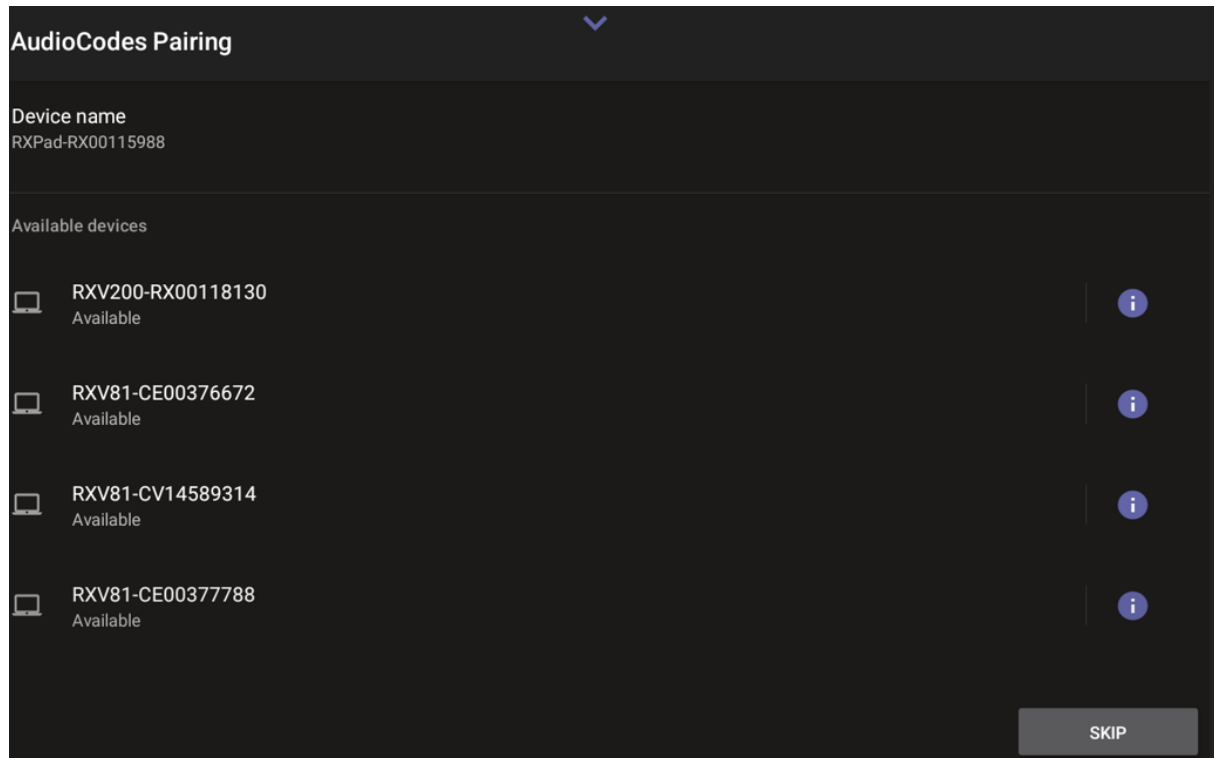 AudioCodes Pairing
Device name
RXPad-RX00115988
Available devices
RXV200-RX00118130
Available
RXV81-CE00376672
Available
RXV81-CV14589314
Available
RXV81-CE00377788
Available
SKIP